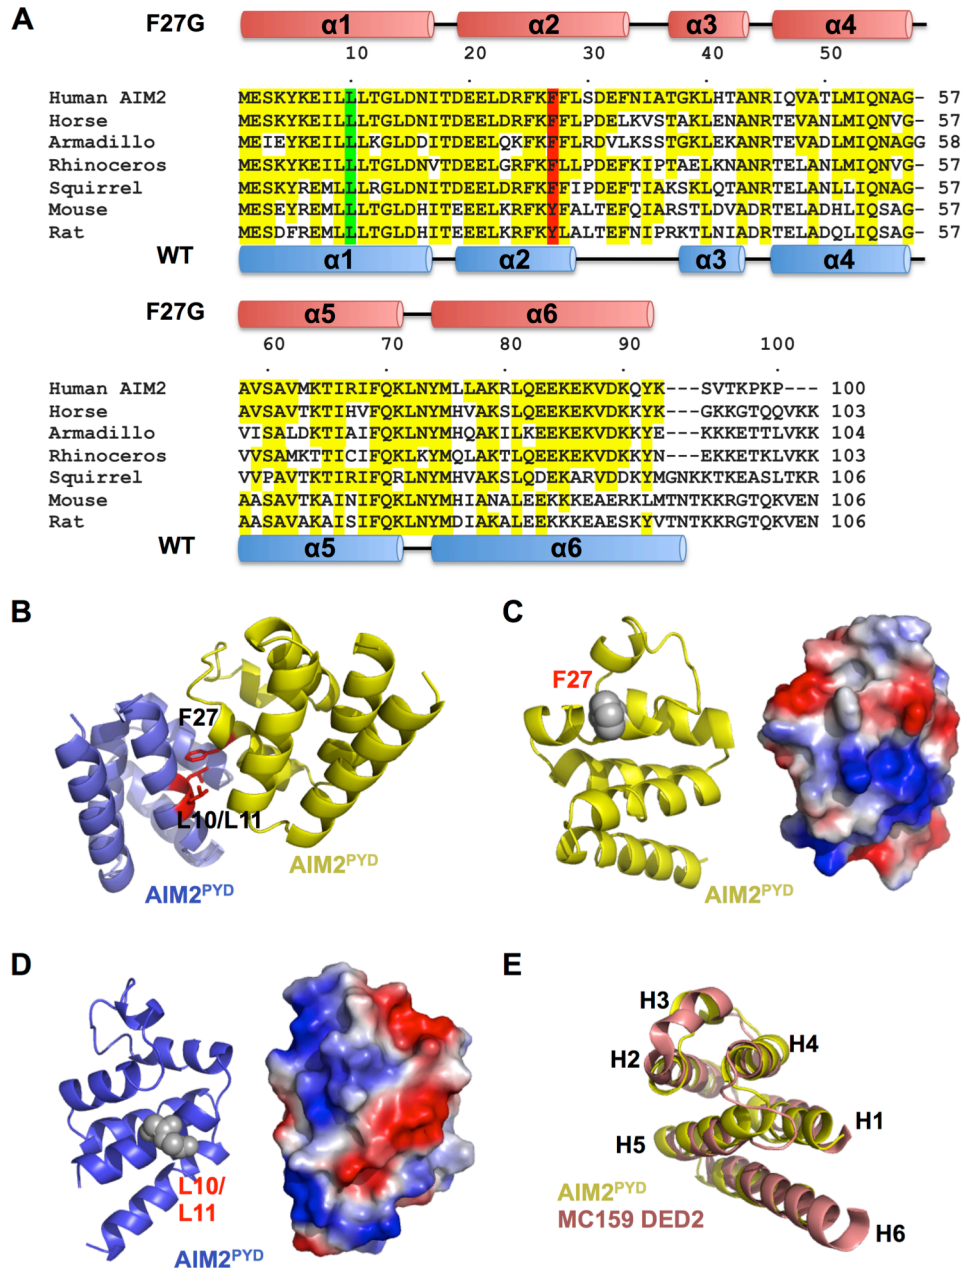 A
F27G α1 α2 α3 α4
10 20 30 40 50
Human AIM2 MESKYKEILLLTGLDNITDEELDRFKFFLSDEFNIATGKLHTANRIQVATLMIQNAG- 57
Horse MESKYKEILLLTGLDNITDEELDRFKFFLPDELKVSTAKLENANRTEVANLMIQNVG- 57
Armadillo MEIEYKEILLLKGLDDITDEELQKFKFFLRDVLKSSTGKLEKANRTEVADLMIQNAGG 58
Rhinoceros MESKYKEILLLTGLDNVTDEELGRFKFFLPDEFKIPTAELKNANRTELANLMIQNVG- 57
Squirrel MESKYREMLLLRGLDNITDEELDRFKFFIPDEFTIAKSKLQTANRTELANLLIQNAG- 57
Mouse MESEYREMLLLTGLDHITEEELKRFKYFALTEFQIARSTLDVADRTELADHLIQSAG- 57
Rat MESDFREMLLLTGLDHITEEELKRFKYLALTEFNIPRKTLNIADRTELADQLIQSAG- 57
WT α1 α2 α3 α4
F27G α5 α6
60 70 80 90 100
Human AIM2 AVSAVMKTIRIFQKLNYMLLAKRLQEEKEKVDKQYK---SVTKPKP--- 100
Horse AVSAVTKTIHVFQKLNYMHVAKSLQEEKEKVDKKYK---GKKGTQQVKK 103
Armadillo VISALDKTIAIFQKLNYMHQAKILKEEKEKVDKKYE---KKKETTLVKK 104
Rhinoceros VVSAMKTTICIFQKLKYMQLAKTLQEEKEKVDKKYN---EKKETKLVKK 103
Squirrel VVPAVTKTIRIFQRLNYMHVAKSLQDEKARVDDKYMGNKKTKEASLTKR 106
Mouse AASAVTKAINIFQKLNYMHIANALEEKKKEAERKLMTNTKKRGTQKVEN 106
Rat AASAVAKAISIFQKLNYMDIAKALEEKKKEAESKYVTNTKKRGTQKVEN 106
WT α5 α6
B
F27
L10/L11
AIM2PYD
AIM2PYD
C
F27
AIM2PYD
D
L10/
L11
AIM2PYD
E
H3
H4
H2
H1
H5
H6
AIM2PYD
MC159 DED2